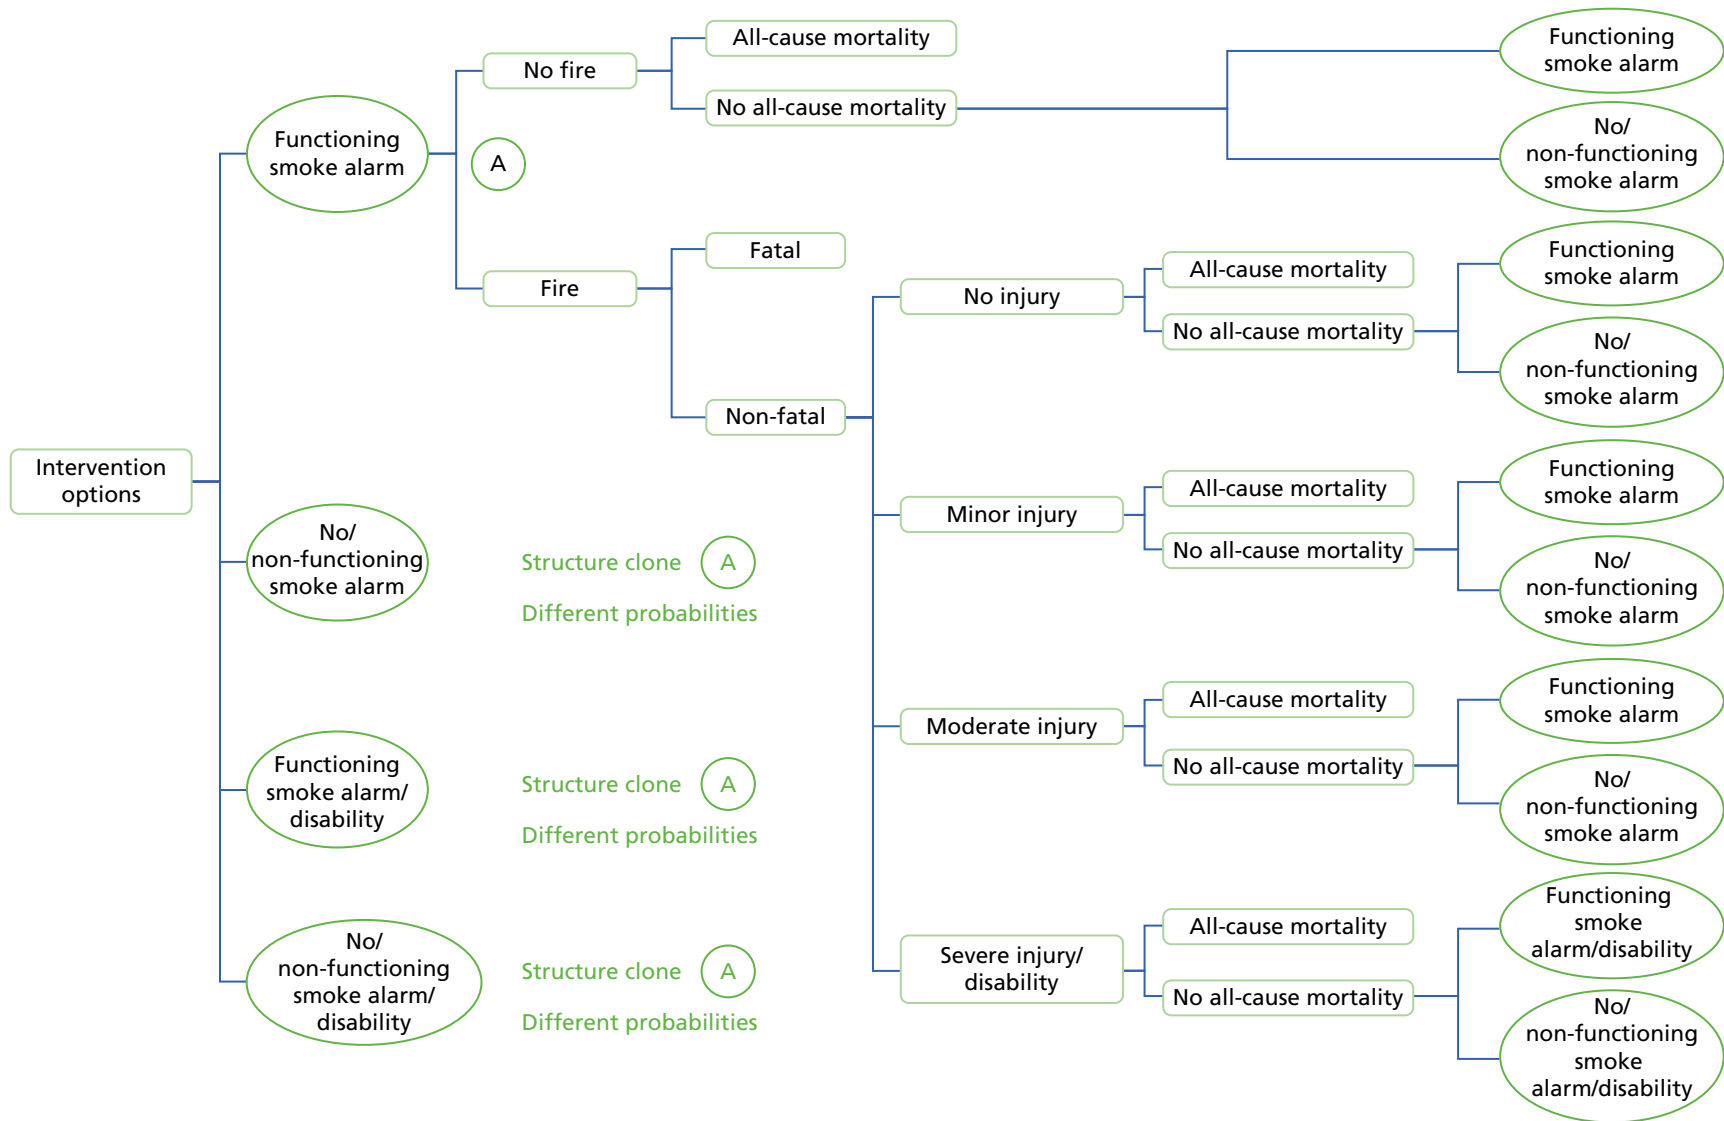 Intervention
options
Functioning
smoke alarm
No/
non-functioning
smoke alarm
Functioning
smoke alarm/
disability
No/
non-functioning
smoke alarm/
disability
A
Structure clone A
Different probabilities
Structure clone A
Different probabilities
Structure clone A
Different probabilities
No fire
Fire
All-cause mortality
No all-cause mortality
Fatal
Non-fatal
No injury
Minor injury
Moderate injury
Severe injury/
disability
All-cause mortality
No all-cause mortality
All-cause mortality
No all-cause mortality
All-cause mortality
No all-cause mortality
All-cause mortality
No all-cause mortality
Functioning
smoke alarm
No/
non-functioning
smoke alarm
Functioning
smoke alarm
No/
non-functioning
smoke alarm
Functioning
smoke alarm
No/
non-functioning
smoke alarm
Functioning
smoke alarm
No/
non-functioning
smoke alarm
Functioning
smoke
alarm/disability
No/
non-functioning
smoke
alarm/disability